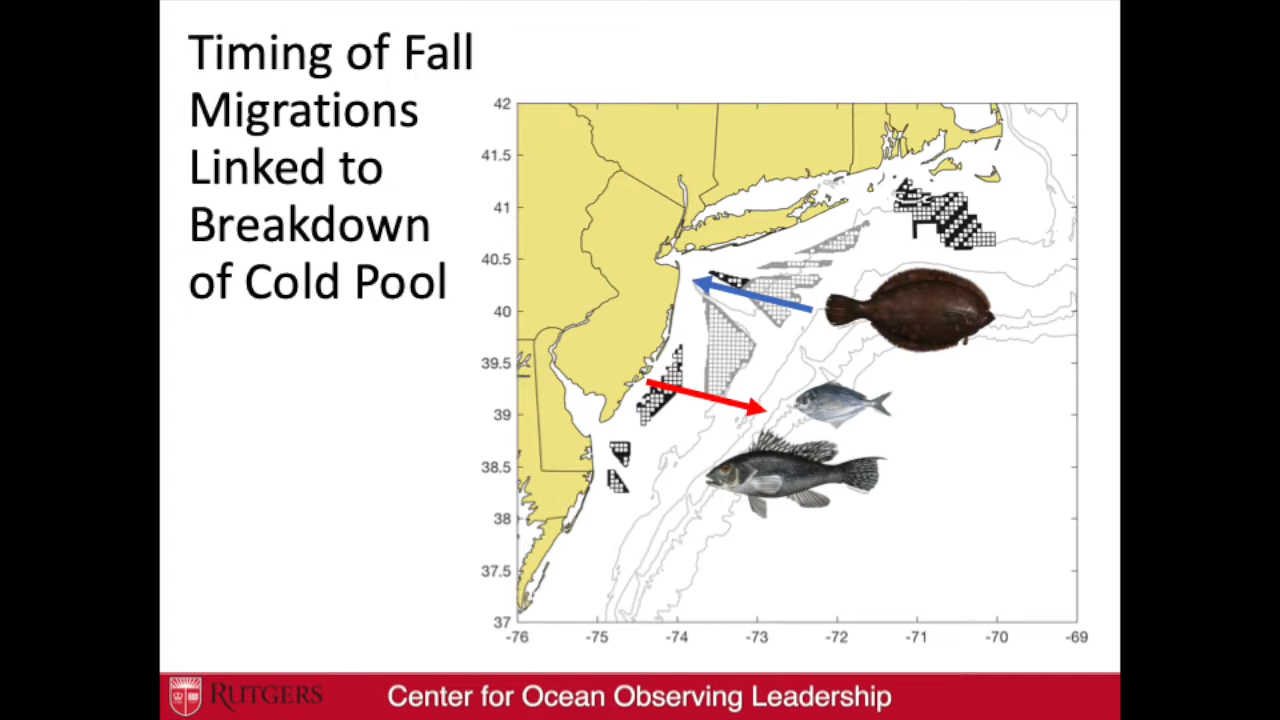 Timing of Fall
Migrations
Linked to
Breakdown
of Cold Pool
42
41.5
41
40.5
40
39.5
39
38.5
38
37.5
37
-76 -75 -74 -73 -72 -71 -70 -69
RUTGERS
Center for Ocean Observing Leadership